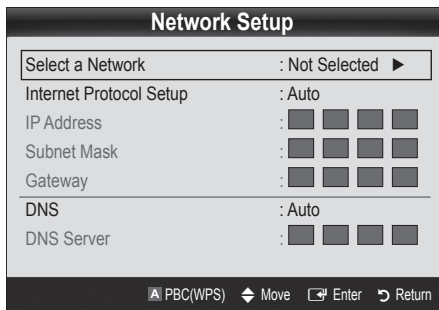 Network Setup
Select a Network : Not Selected ▶
Internet Protocol Setup : Auto
IP Address :
Subnet Mask :
Gateway :
DNS : Auto
DNS Server :
A PBC(WPS) Move Enter Return